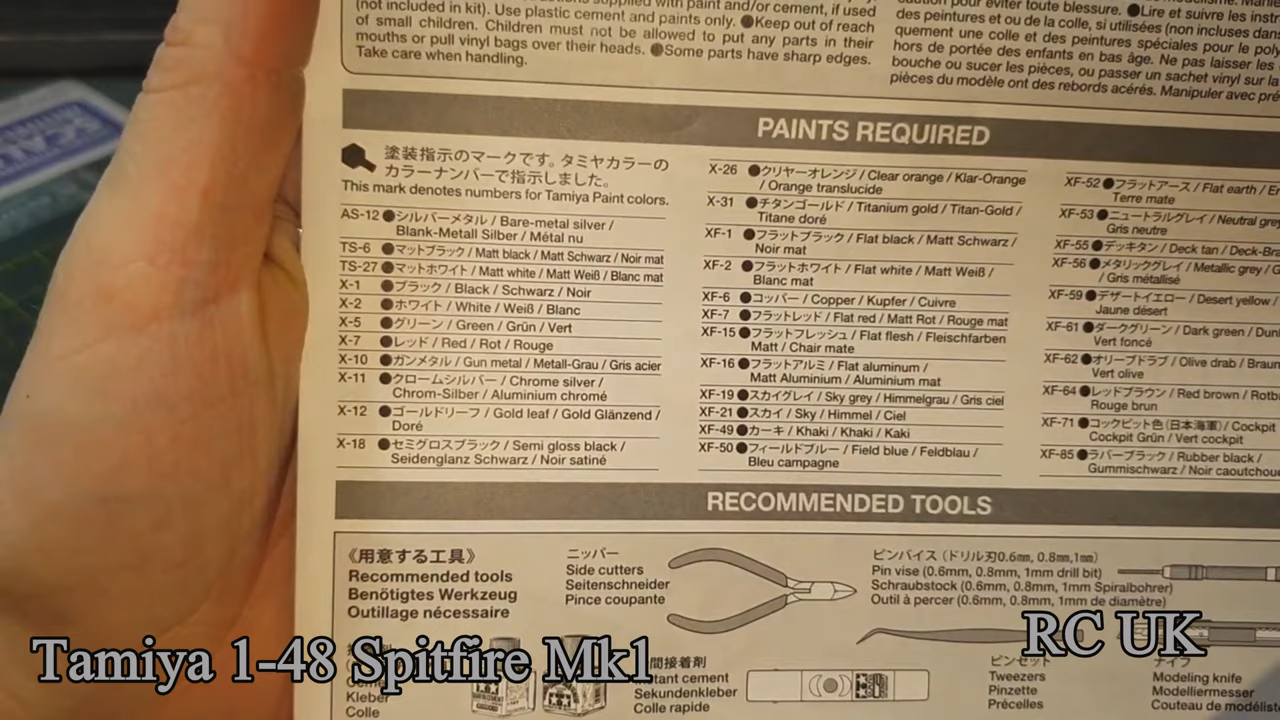 supplied with paint and/or cement, if used
(not included in kit). Use plastic cement and paints only. ●Keep out of reach
of small children. Children must not be allowed to put any parts in their
mouths or pull vinyl bags over their heads. ●Some parts have sharp edges.
Take care when handling.
pour éviter toute blessure. ●Lire et suivre les
des peintures et ou de la colle, si utilisées (non incluses dans
quement une colle et des peintures spéciales pour le
hors de portée des enfants en bas âge. Ne pas laisser les
bouche ou sucer les pièces, ou passer un sachet vinyl sur la
pièces du modèle ont des rebords acérés. Manipuler avec
PAINTS REQUIRED
塗装指示のマークです。タミヤカラーの
カラーナンバーで指示しました。
This mark denotes numbers for Tamiya Paint colors.
AS-12 ●シルバーメタル / Bare-metal silver /
Blank-Metall Silber / Métal nu
TS-6 ●マットブラック / Matt black / Matt Schwarz / Noir mat
TS-27 ●マットホワイト / Matt white / Matt Weiß / Blanc mat
X-1 ●ブラック / Black / Schwarz / Noir
X-2 ●ホワイト / White / Weiß / Blanc
X-5 ●グリーン / Green / Grün / Vert
X-7 ●レッド / Red / Rot / Rouge
X-10 ●ガンメタル / Gun metal / Metall-Grau / Gris acier
X-11 ●クロームシルバー / Chrome silver /
Chrom-Silber / Aluminium chromé
X-12 ●ゴールドリーフ / Gold leaf / Gold Glänzend /
Doré
X-18 ●セミグロスブラック / Semi gloss black /
Seidenglanz Schwarz / Noir satiné
X-26 ●クリヤーオレンジ / Clear orange / Klar-Orange
/ Orange translucide
X-31 ●チタンゴールド / Titanium gold / Titan-Gold /
Titane doré
XF-1 ●フラットブラック / Flat black / Matt Schwarz /
Noir mat
XF-2 ●フラットホワイト / Flat white / Matt Weiß /
Blanc mat
XF-6 ●コッパー / Copper / Kupfer / Cuivre
XF-7 ●フラットレッド / Flat red / Matt Rot / Rouge mat
XF-15 ●フラットフレッシュ / Flat flesh / Fleischfarben
Matt / Chair mate
XF-16 ●フラットアルミ / Flat aluminum /
Matt Aluminium / Aluminium mat
XF-19 ●スカイグレイ / Sky grey / Himmelgrau / Gris ciel
XF-21 ●スカイ / Sky / Himmel / Ciel
XF-49 ●カーキ / Khaki / Khaki / Kaki
XF-50 ●フィールドブルー / Field blue / Feldblau /
Bleu campagne
XF-52 ●フラットアース / Flat earth /
Terre mate
XF-53 ●ニュートラルグレイ / Neutral grey
Gris neutre
XF-55 ●デッキタン / Deck tan /
XF-56 ●メタリックグレイ / Metallic grey /
/ Gris métallisé
XF-59 ●デザートイエロー / Desert yellow /
Jaune désert
XF-61 ●ダークグリーン / Dark green /
Vert foncé
XF-62 ●オリーブドラブ / Olive drab /
Vert olive
XF-64 ●レッドブラウン / Red brown /
Rouge brun
XF-71 ●コックピット色(日本海軍) / Cockpit
Cockpit Grün / Vert cockpit
XF-85 ●ラバーブラック / Rubber black /
Gummischwarz / Noir
RECOMMENDED TOOLS
《用意する工具》
Recommended tools
Benötigtes Werkzeug
Outillage nécessaire
ニッパー
Side cutters
Seitenschneider
Pince coupante
ピンバイス (ドリル刃0.6mm, 0.8mm, 1mm)
Pin vise (0.6mm, 0.8mm, 1mm drill bit)
Schraubstock (0.6mm, 0.8mm, 1mm Spiralbohrer)
Outil à percer (0.6mm, 0.8mm, 1mm de diamètre)
Kleber
Colle
間接着剤
cement
Sekundenkleber
Colle rapide
ピンセット
Tweezers
Pinzette
Précelles
ナイフ
Modeling knife
Modelliermesser
Couteau de
Tamiya 1-48 Spitfire Mk1
RC UK